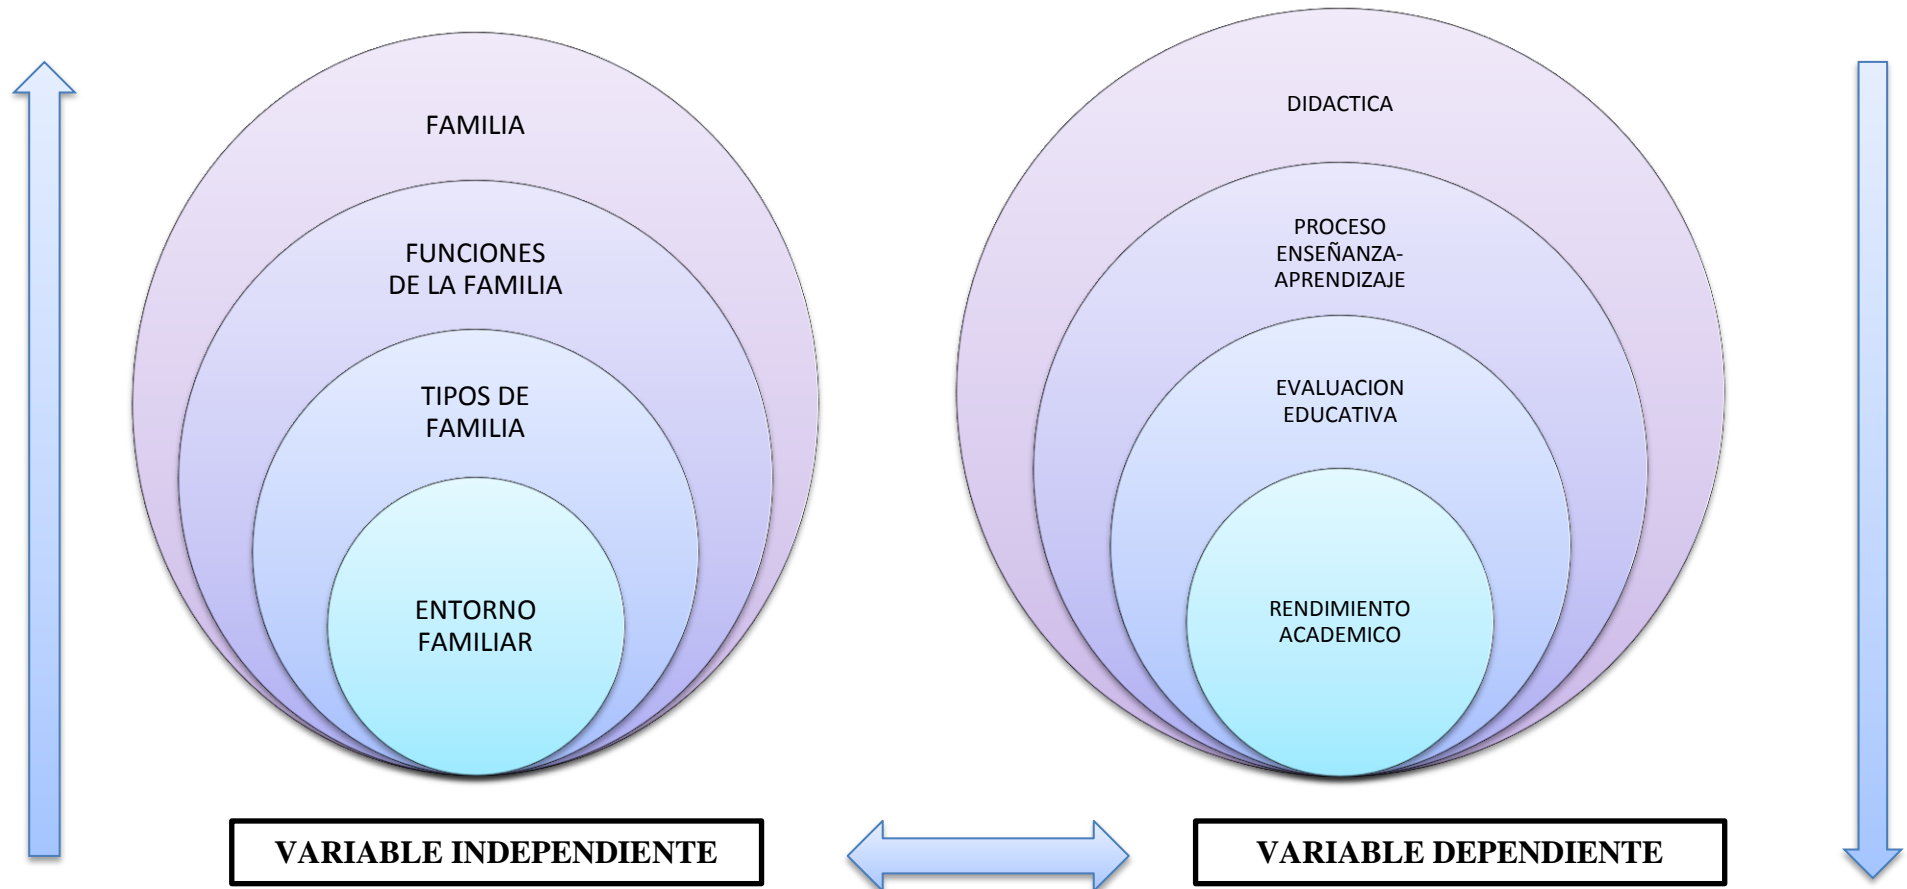 FAMILIA
FUNCIONES
DE LA FAMILIA
TIPOS DE
FAMILIA
ENTORNO
FAMILIAR
DIDACTICA
PROCESO
ENSEÑANZA-
APRENDIZAJE
EVALUACION
EDUCATIVA
RENDIMIENTO
ACADEMICO
VARIABLE INDEPENDIENTE
VARIABLE DEPENDIENTE